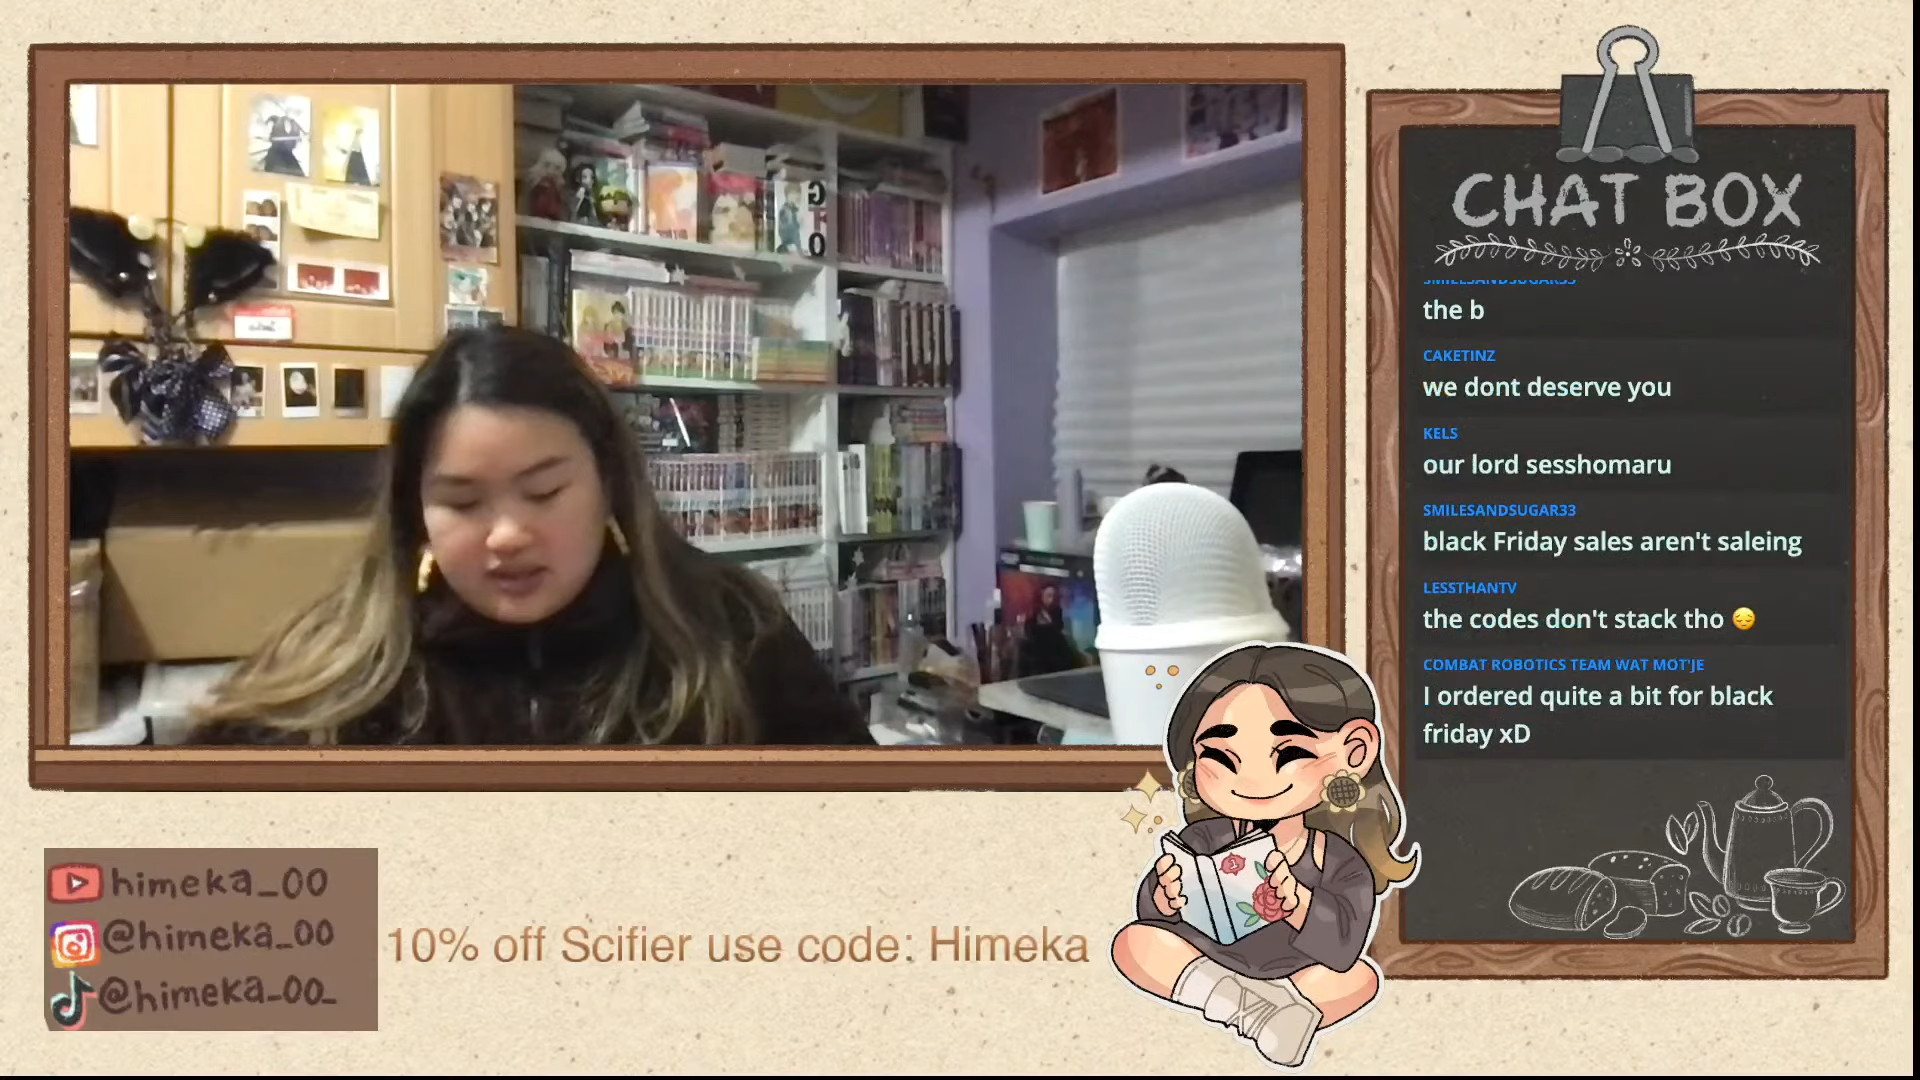 CHAT BOX
SMILESANDSUGAR33
the b
CAKETINZ
we dont deserve you
KELS
our lord sesshomaru
SMILESANDSUGAR33
black Friday sales aren't saleing
LESSTHANTV
the codes don't stack tho 😔
COMBAT ROBOTICS TEAM WAT MOT'JE
I ordered quite a bit for black
friday xD
himeka_00
@himeka_00
@himeka_00_
10% off Scifier use code: Himeka